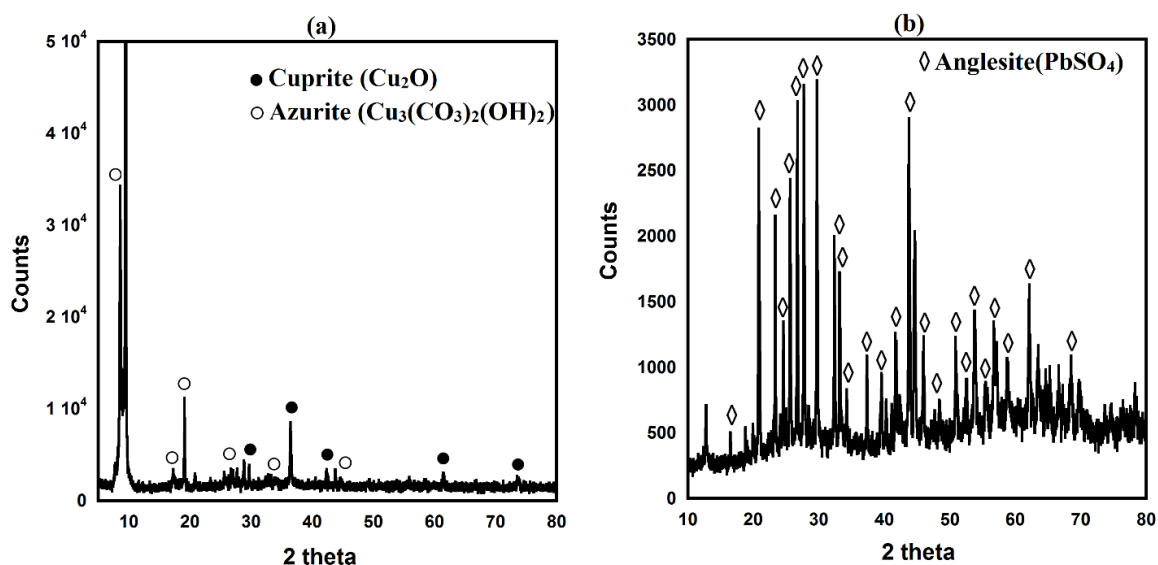 (a)
5 10⁴
4 10⁴
3 10⁴
2 10⁴
1 10⁴
0
10 20 30 40 50 60 70 80
Counts
2 theta
● Cuprite (Cu₂O)
○ Azurite (Cu₃(CO₃)₂(OH)₂)
(b)
3500
3000
2500
2000
1500
1000
500
0
10 20 30 40 50 60 70 80
Counts
2 theta
◊ Anglesite(PbSO₄)